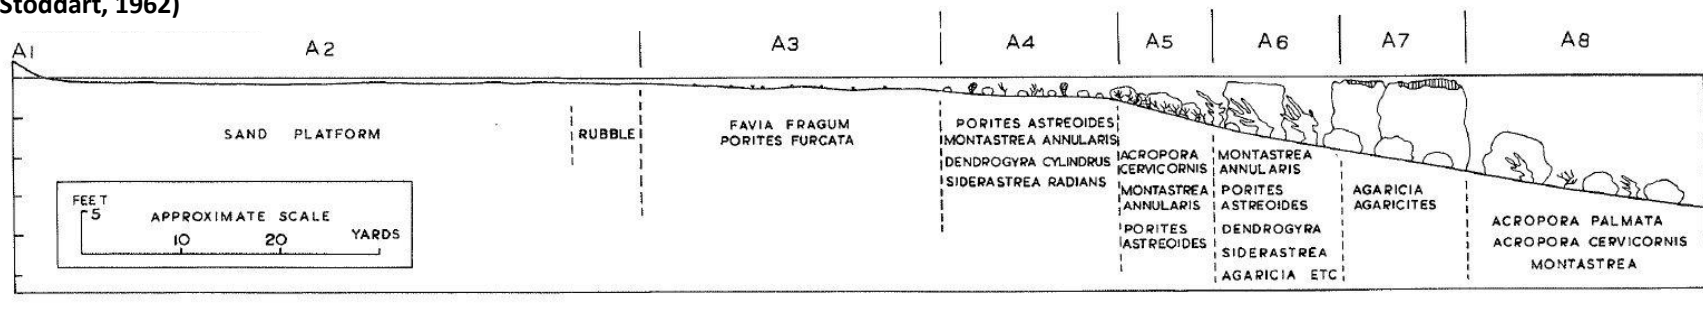 Stoddart, 1962)
A1
A2
A3
A4
A5
A6
A7
A8
SAND PLATFORM
RUBBLE
FAVIA FRAGUM
PORITES FURCATA
PORITES ASTREOIDES
MONTASTREA ANNULARIS
DENDROGYRA CYLINDRUS
SIDERASTREA RADIANS
ACROPORA
CERVICORNIS
MONTASTREA
ANNULARIS
PORITES
ASTREOIDES
MONTASTREA
ANNULARIS
PORITES
ASTREOIDES
DENDROGYRA
SIDERASTREA
AGARICIA ETC
AGARICIA
AGARICITES
ACROPORA PALMATA
ACROPORA CERVICORNIS
MONTASTREA
FEET
5
APPROXIMATE SCALE
10 20 YARDS